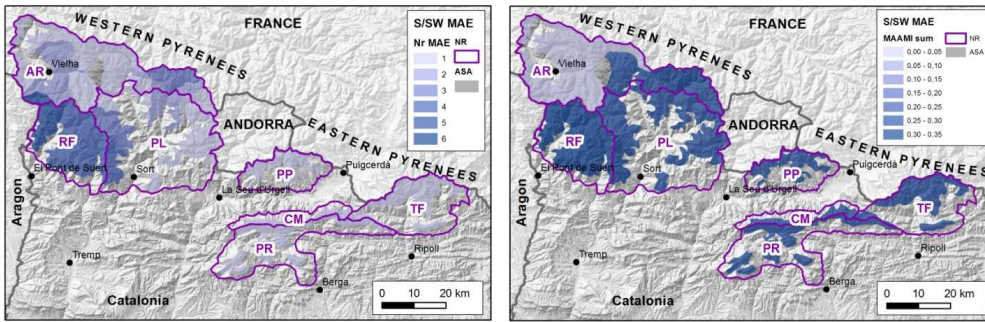 WESTERN PYRENEES
FRANCE
S/SW MAE
Nr MAE
NR
1
ASA
2
3
4
5
6
AR
Vielha
ANDORRA
EASTERN PYRENEES
RF
PL
El Pont de Suert
Sort
PP
Puigcerdà
La Seu d'Urgell
Aragon
CM
TF
PR
Ripoll
Tremp
Berga
Catalonia
0 10 20 km
WESTERN PYRENEES
FRANCE
S/SW MAE
MAAMI sum
NR
0,00 - 0,05
ASA
0,05 - 0,10
0,10 - 0,15
0,15 - 0,20
0,20 - 0,25
0,25 - 0,30
0,30 - 0,35
AR
Vielha
ANDORRA
EASTERN PYRENEES
RF
PL
El Pont de Suert
Sort
PP
Puigcerdà
La Seu d'Urgell
Aragon
CM
TF
PR
Ripoll
Tremp
Berga
Catalonia
0 10 20 km